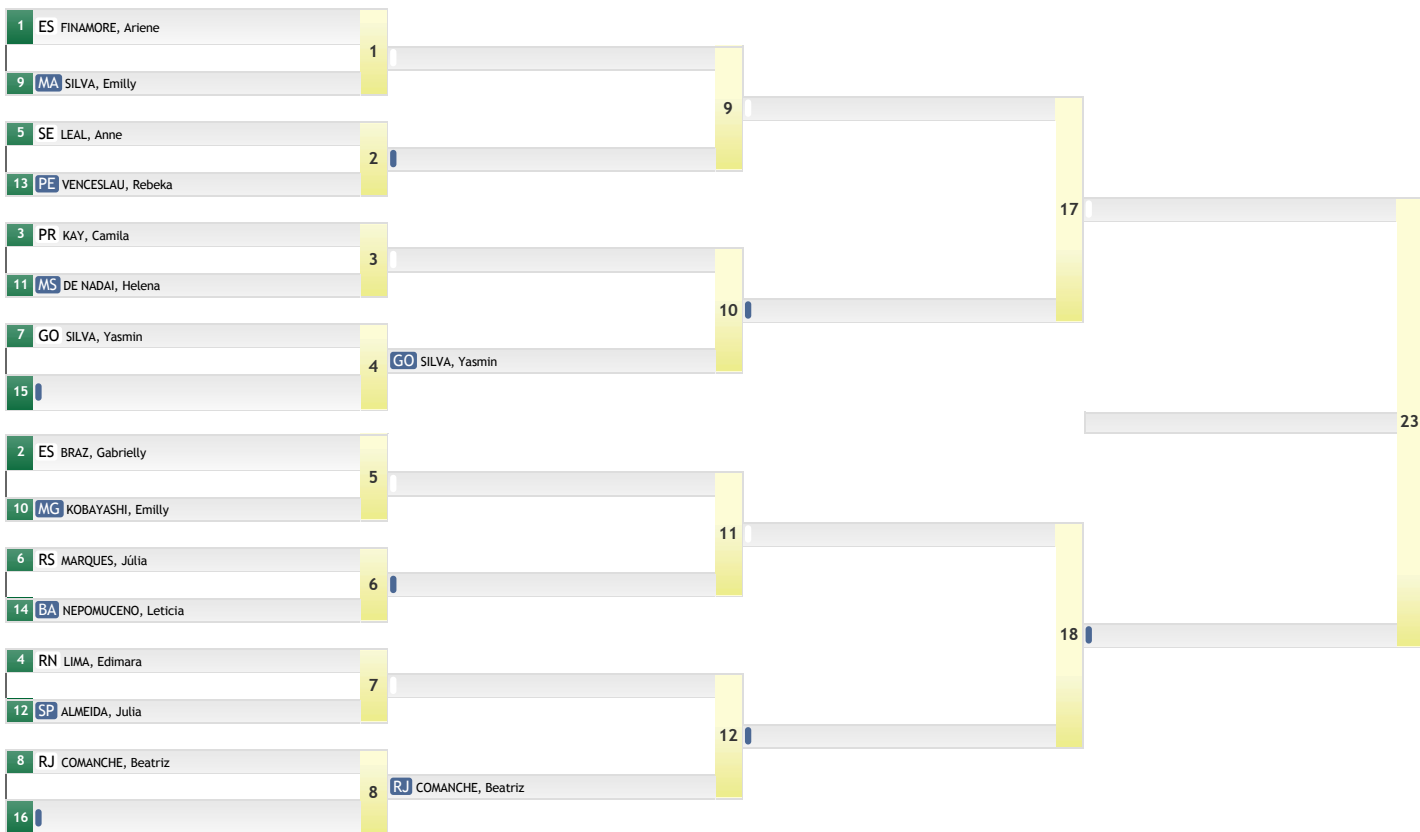 1 ES FINAMORE, Ariene
1
9 MA SILVA, Emilly
9
5 SE LEAL, Anne
2
13 PE VENCESLAU, Rebeka
17
3 PR KAY, Camila
3
11 MS DE NADAI, Helena
10
7 GO SILVA, Yasmin
4 GO SILVA, Yasmin
15
23
2 ES BRAZ, Gabrielly
5
10 MG KOBAYASHI, Emilly
11
6 RS MARQUES, Júlia
6
14 BA NEPOMUCENO, Leticia
18
4 RN LIMA, Edimara
7
12 SP ALMEIDA, Julia
12
8 RJ COMANCHE, Beatriz
8 RJ COMANCHE, Beatriz
16